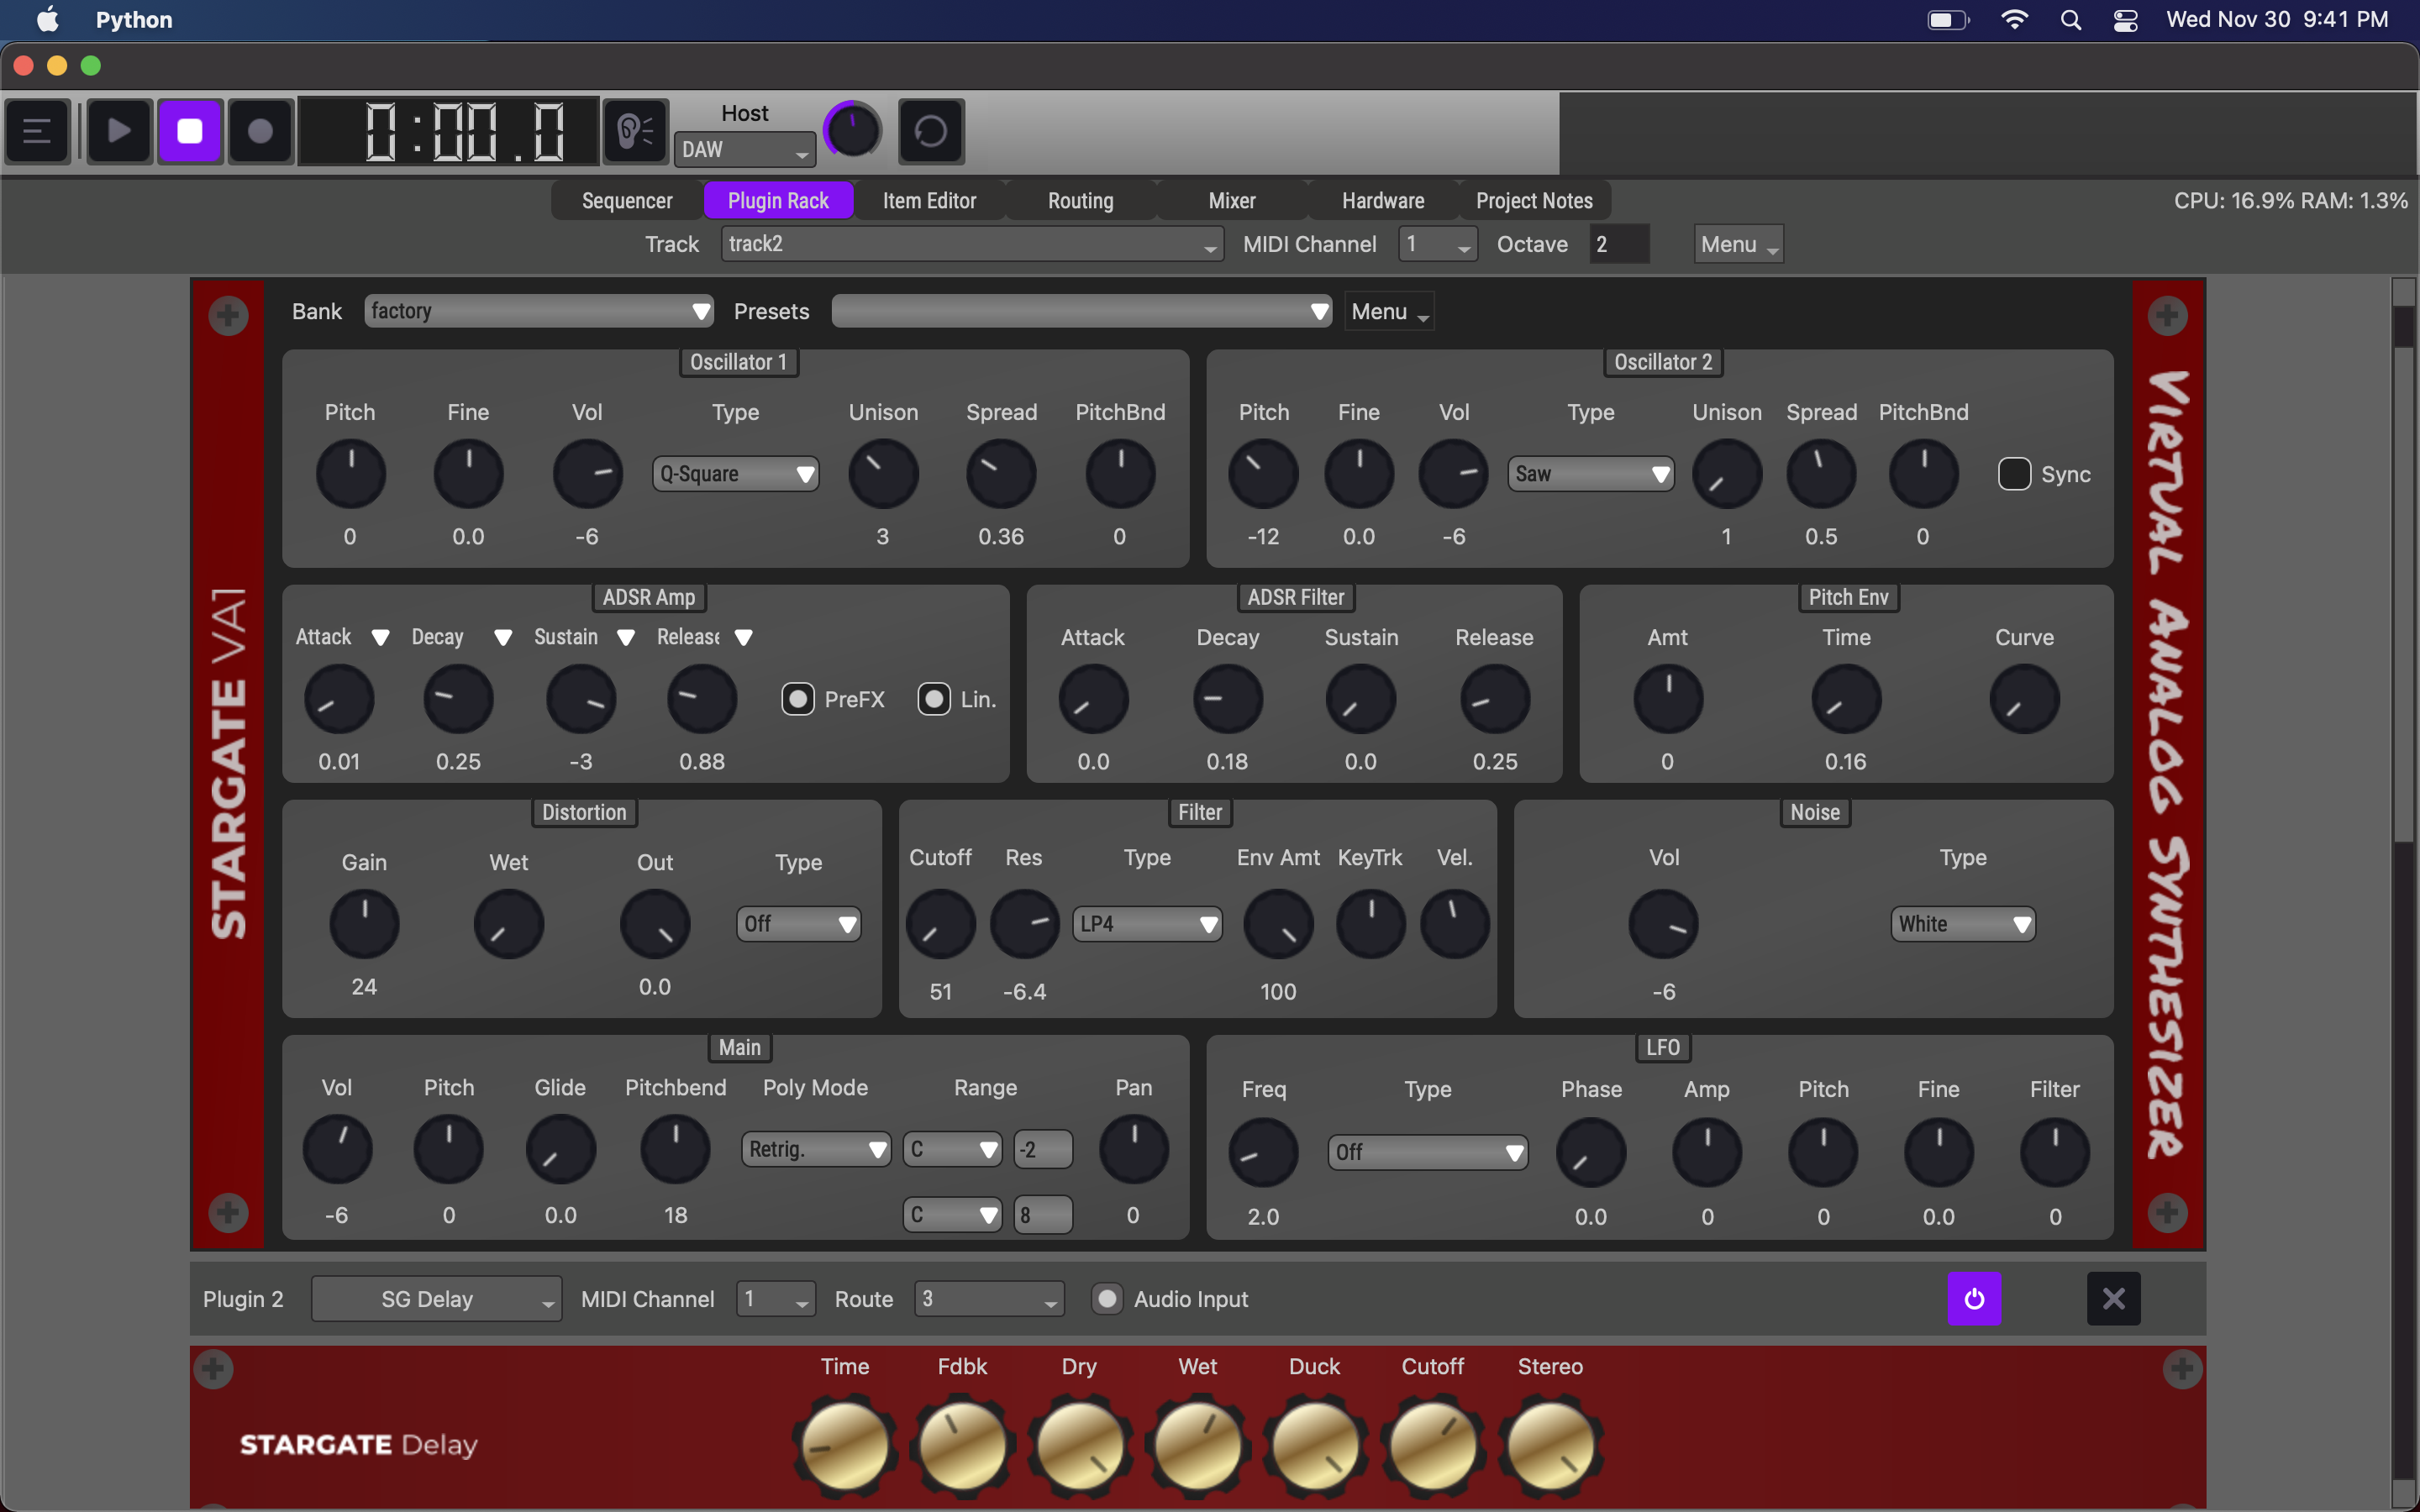 Python
Wed Nov 30 9:41 PM
0:00.0
Host
DAW
Sequencer Plugin Rack Item Editor Routing Mixer Hardware Project Notes
CPU: 16.9% RAM: 1.3%
Track track2 MIDI Channel 1 Octave 2 Menu
Bank factory Presets Menu
Oscillator 1
Pitch Fine Vol Type Unison Spread PitchBnd
Q-Square
0 0.0 -6 3 0.36 0
Oscillator 2
Pitch Fine Vol Type Unison Spread PitchBnd
Saw Sync
-12 0.0 -6 1 0.5 0
ADSR Amp
Attack Decay Sustain Release
PreFX Lin.
0.01 0.25 -3 0.88
ADSR Filter
Attack Decay Sustain Release
0.0 0.18 0.0 0.25
Pitch Env
Amt Time Curve
0 0.16
Distortion
Gain Wet Out Type
Off
24 0.0
Filter
Cutoff Res Type Env Amt KeyTrk Vel.
LP4
51 -6.4 100
Noise
Vol Type
White
-6
Main
Vol Pitch Glide Pitchbend Poly Mode Range Pan
Retrig. C -2
-6 0 0.0 18 C 8 0
LFO
Freq Type Phase Amp Pitch Fine Filter
Off
2.0 0.0 0 0 0.0 0
STARGATE VA1
VIRTUAL ANALOG SYNTHESIZER
Plugin 2 SG Delay MIDI Channel 1 Route 3 Audio Input
Time Fdbk Dry Wet Duck Cutoff Stereo
STARGATE Delay